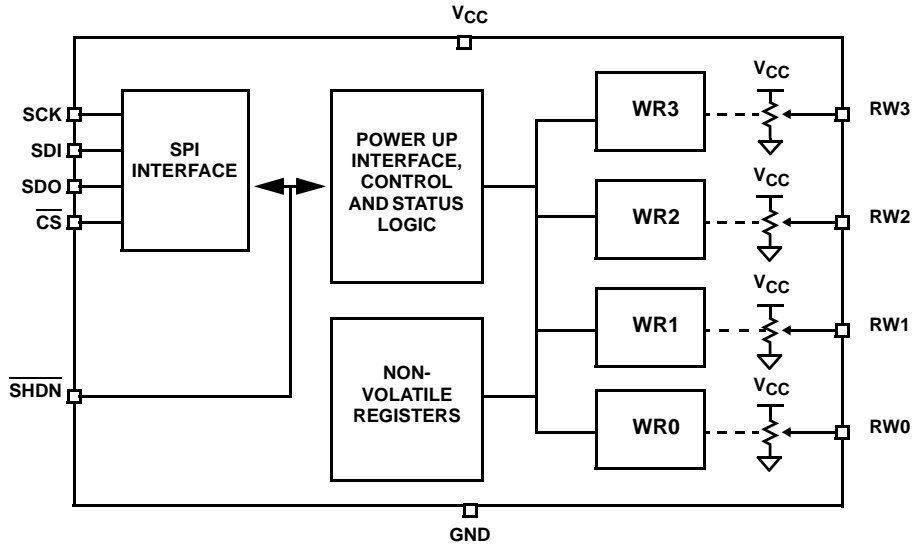 VCC
SCK
SDI
SDO
CS
SHDN
SPI
INTERFACE
POWER UP
INTERFACE,
CONTROL
AND STATUS
LOGIC
NON-
VOLATILE
REGISTERS
WR3
VCC
RW3
WR2
VCC
RW2
WR1
VCC
RW1
WR0
VCC
RW0
GND